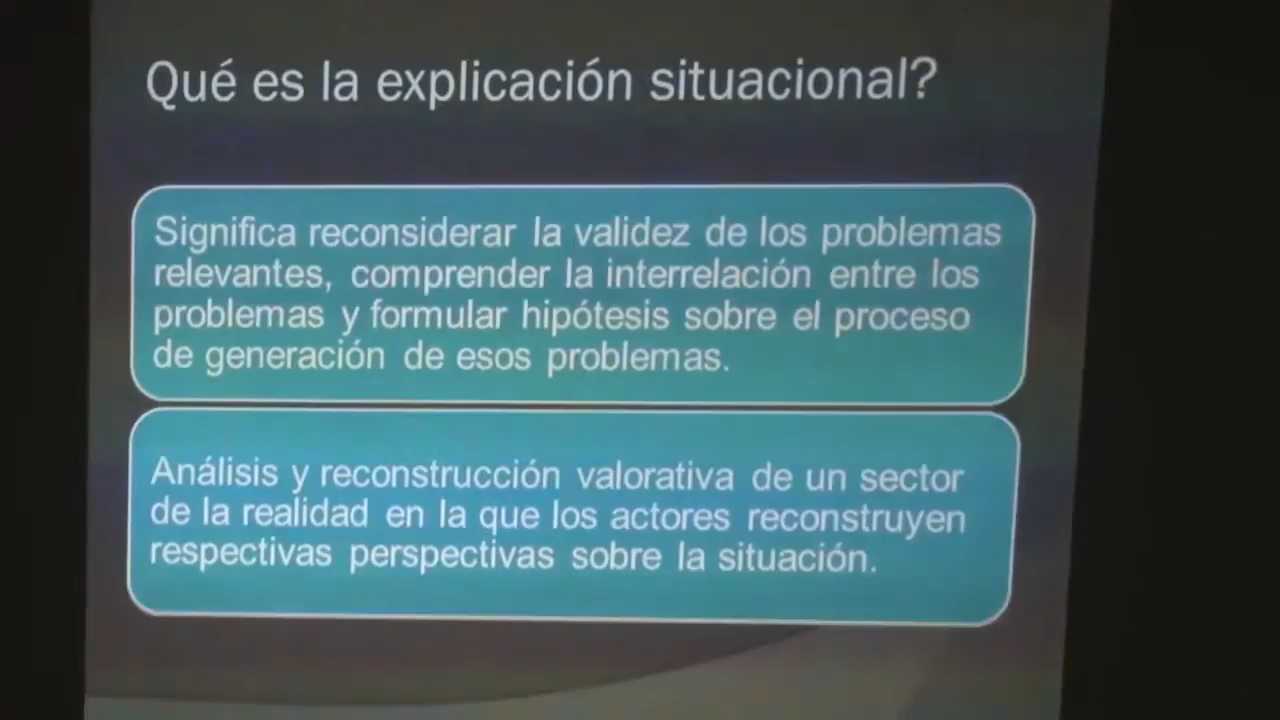 Qué es la explicación situacional?
Significa reconsiderar la validez de los problemas
relevantes, comprender la interrelación entre los
problemas y formular hipótesis sobre el proceso
de generación de esos problemas.
Análisis y reconstrucción valorativa de un sector
de la realidad en la que los actores reconstruyen
respectivas perspectivas sobre la situación.